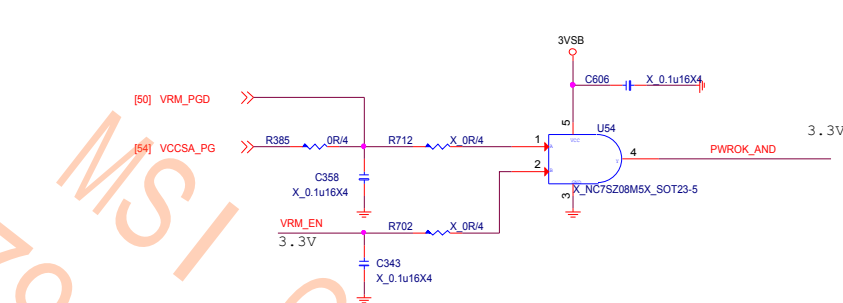 3VSB
C606 X_0.1u16X4
[50] VRM_PGD
5
U54
VCC
3.3V
[54] VCCSA_PG R385 0R/4 R712 X_0R/4 1
A
4 PWROK_AND
Y
2
B
C358
X_0.1u16X4
GND
3
X_NC7SZ08M5X_SOT23-5
VRM_EN R702 X_0R/4
3.3V
C343
X_0.1u16X4
MSI